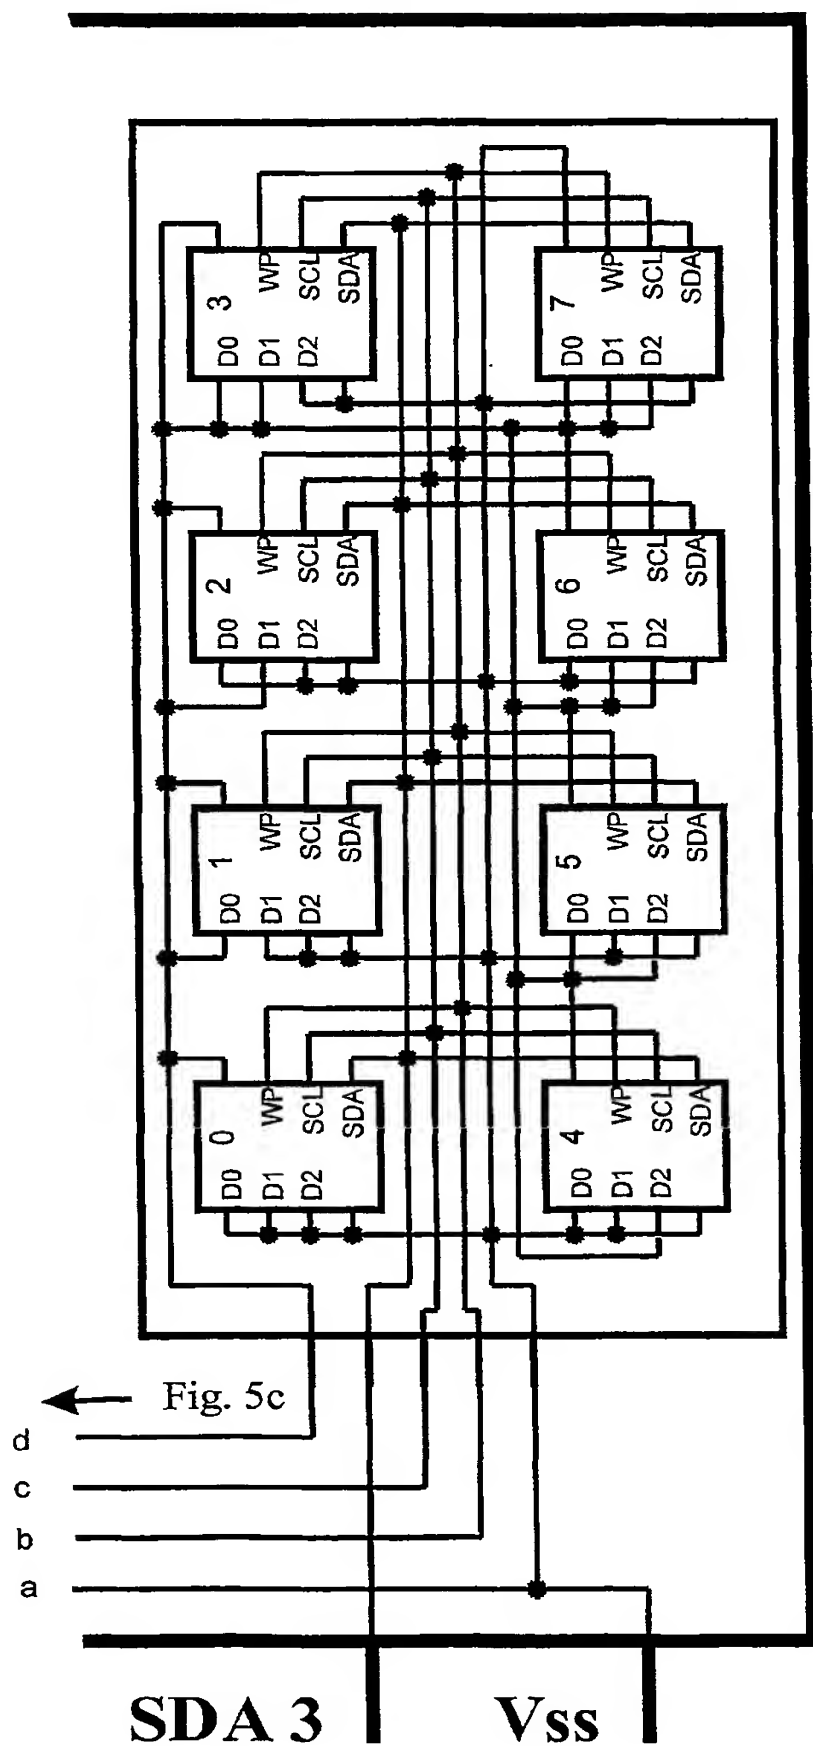 3 WP SCL SDA
D0 D1 D2
7 WP SCL SDA
D0 D1 D2
2 WP SCL SDA
D0 D1 D2
6 WP SCL SDA
D0 D1 D2
1 WP SCL SDA
D0 D1 D2
5 WP SCL SDA
D0 D1 D2
0 WP SCL SDA
D0 D1 D2
4 WP SCL SDA
D0 D1 D2
Fig. 5c
d
c
b
a
SDA 3 Vss